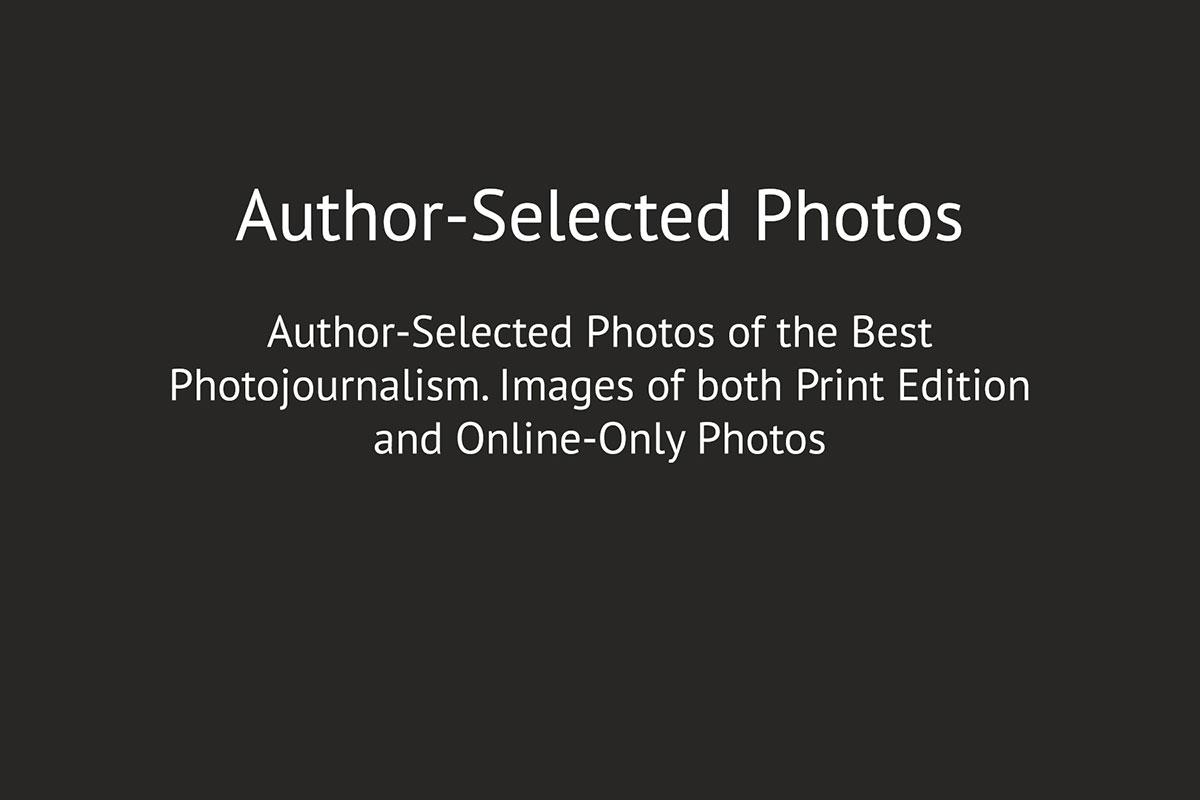 Author-Selected Photos
Author-Selected Photos of the Best
Photojournalism. Images of both Print Edition
and Online-Only Photos